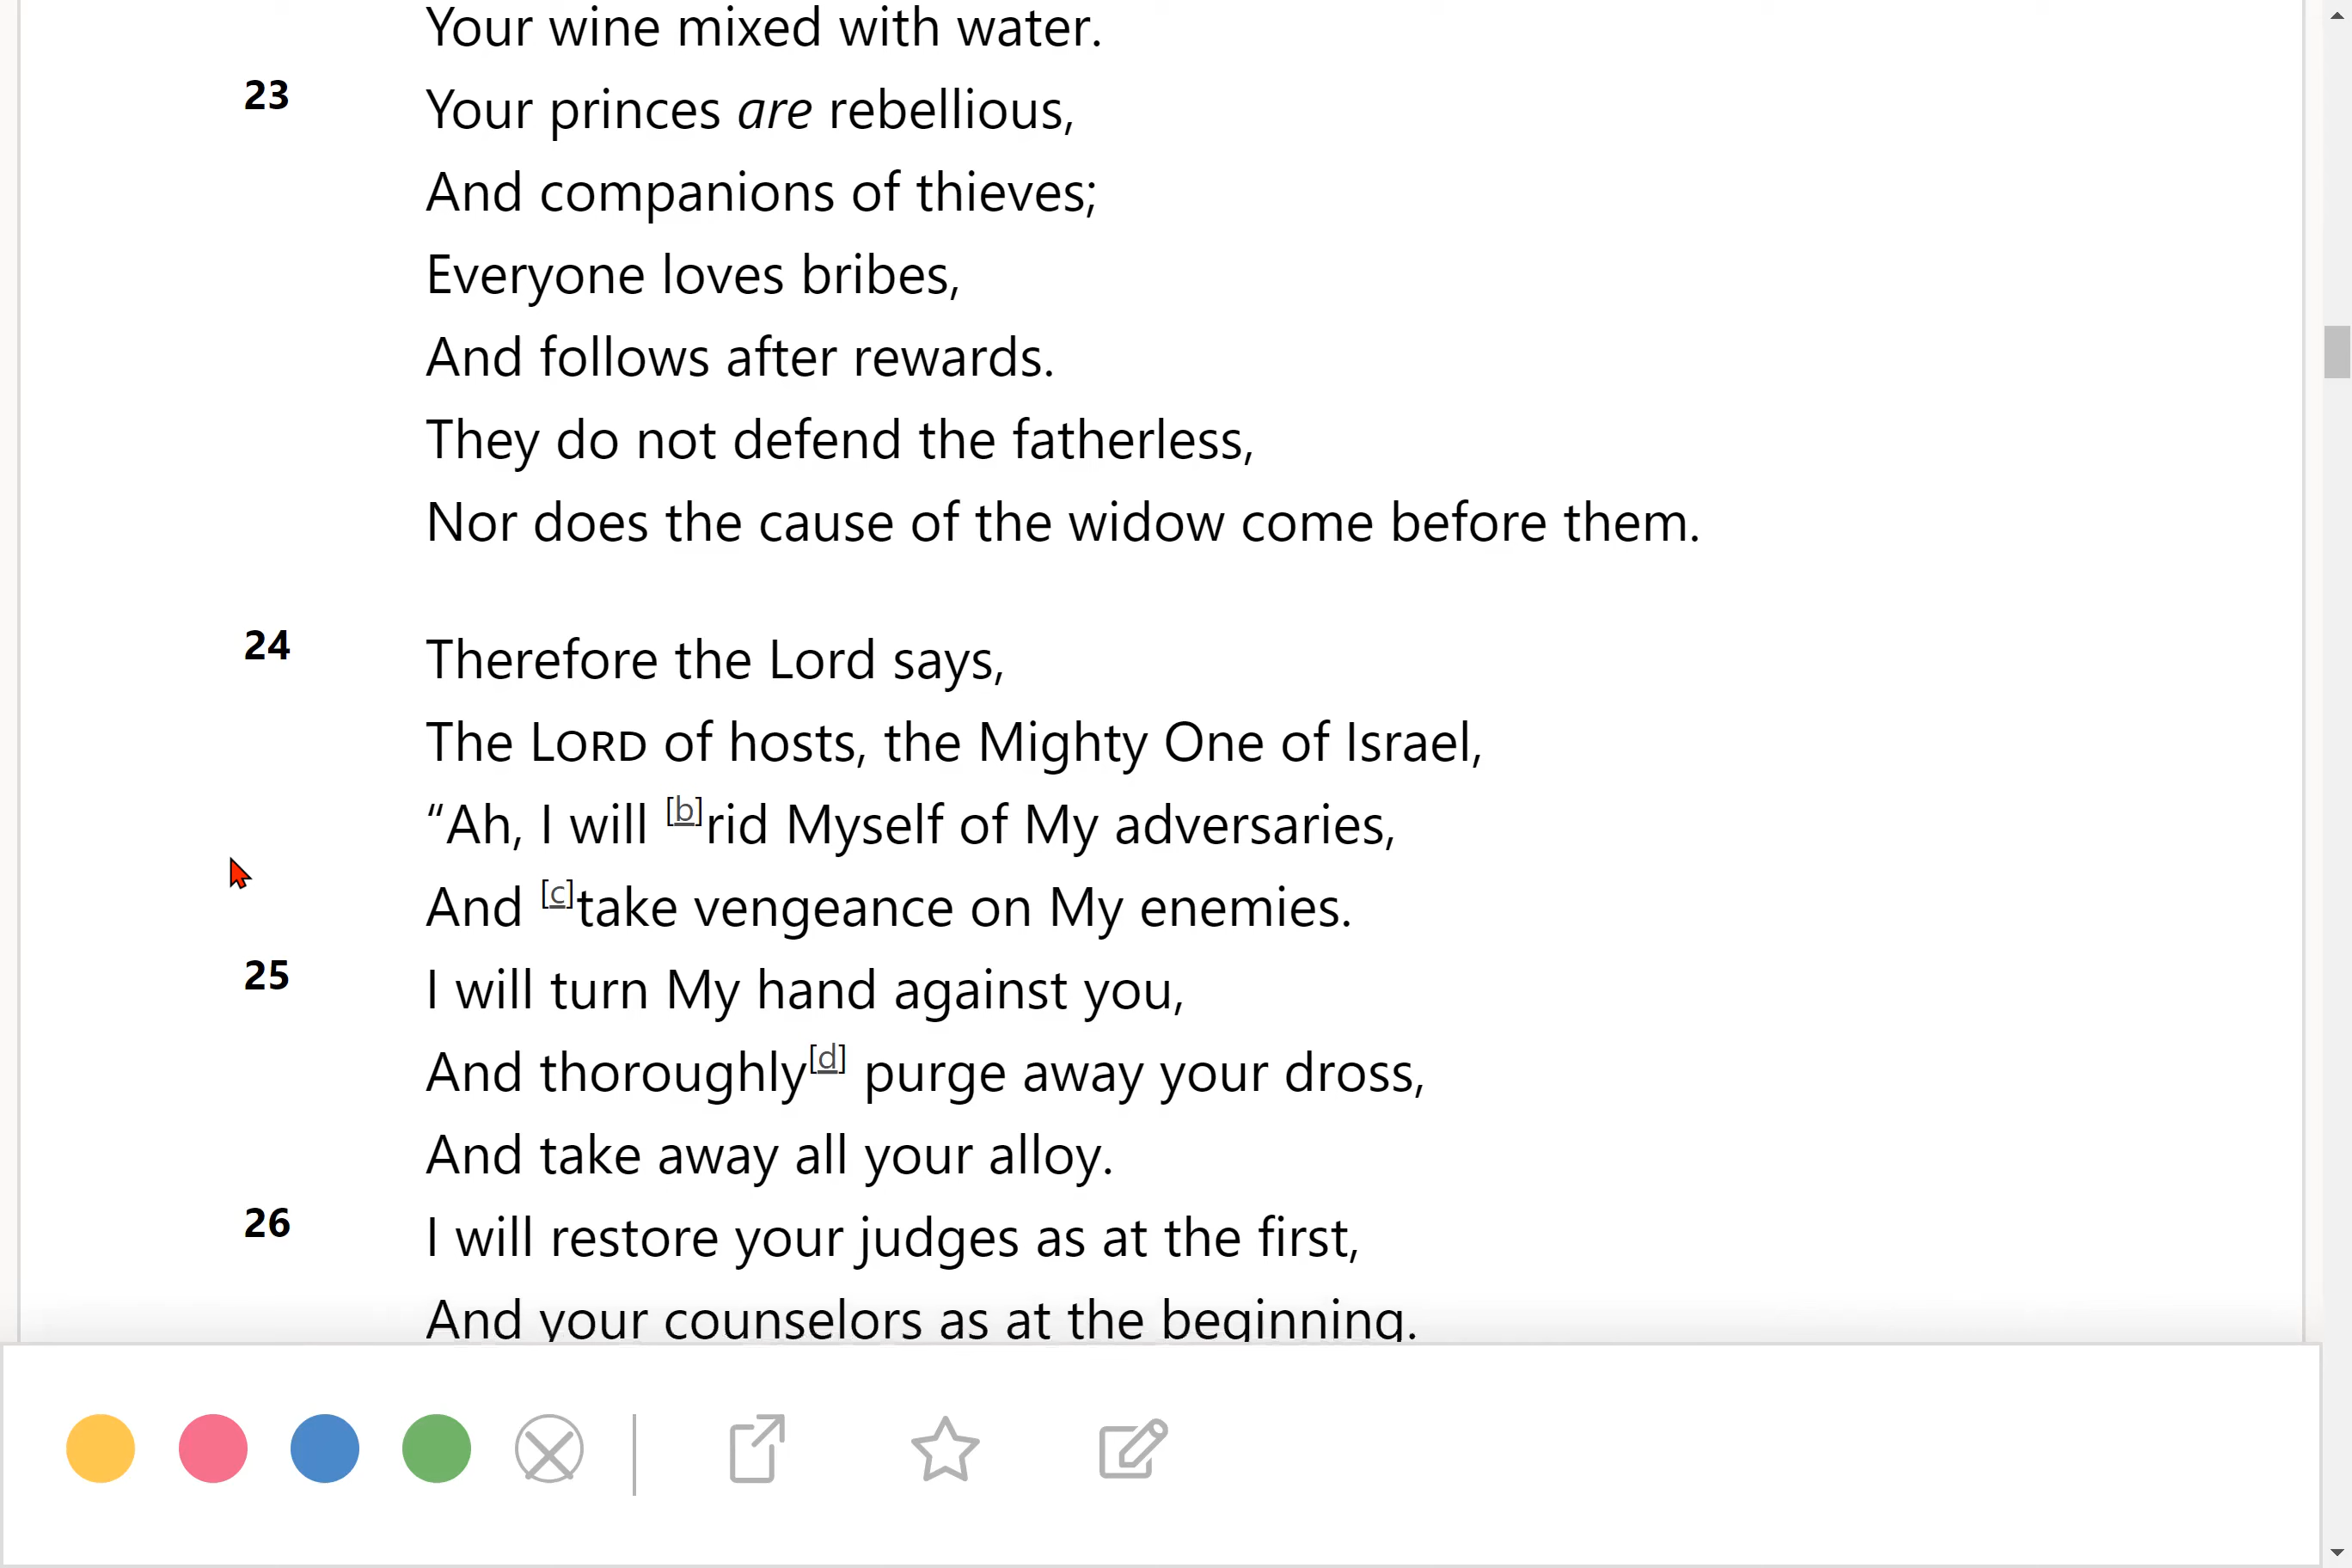 Your wine mixed with water.
23 Your princes are rebellious,
And companions of thieves;
Everyone loves bribes,
And follows after rewards.
They do not defend the fatherless,
Nor does the cause of the widow come before them.
24 Therefore the Lord says,
The LORD of hosts, the Mighty One of Israel,
“Ah, I will [b]rid Myself of My adversaries,
And [c]take vengeance on My enemies.
25 I will turn My hand against you,
And thoroughly[d] purge away your dross,
And take away all your alloy.
26 I will restore your judges as at the first,
And your counselors as at the beginning.